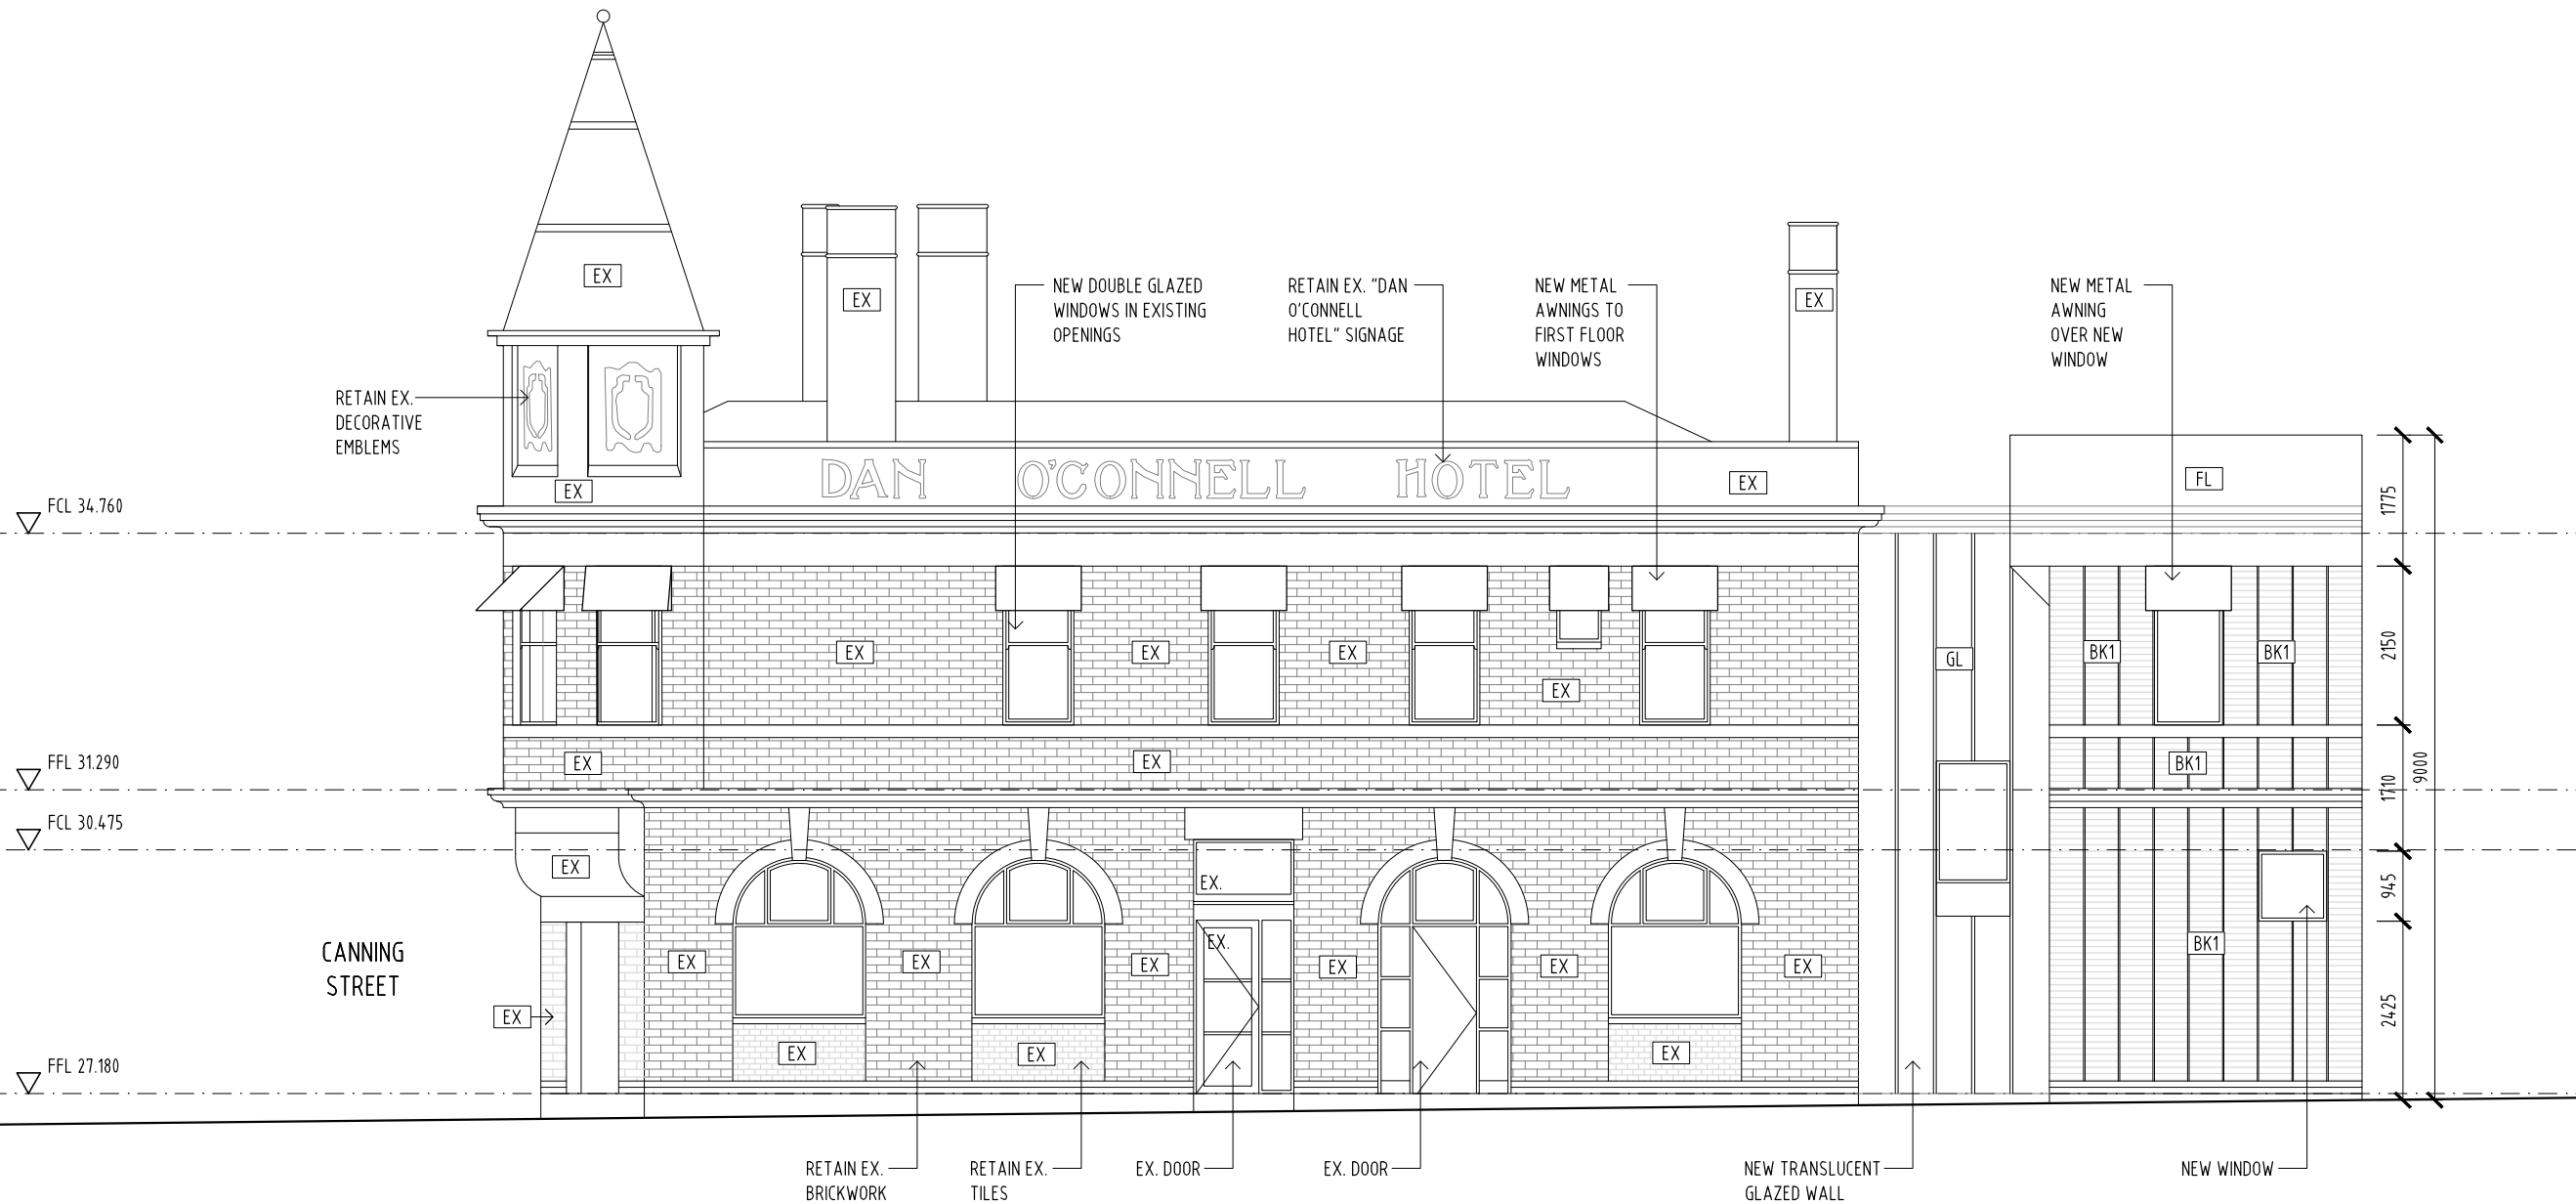 EX
EX
EX
NEW DOUBLE GLAZED
WINDOWS IN EXISTING
OPENINGS
RETAIN EX. "DAN
O'CONNELL
HOTEL" SIGNAGE
NEW METAL
AWNINGS TO
FIRST FLOOR
WINDOWS
NEW METAL
AWNING
OVER NEW
WINDOW
RETAIN EX.
DECORATIVE
EMBLEMS
DAN O'CONNELL HOTEL
EX
EX
FL
FCL 34.760
1775
EX
EX
EX
EX
GL
BK1
BK1
2150
FFL 31.290
EX
EX
BK1
1710
9000
FCL 30.475
EX
EX.
945
EX.
CANNING
STREET
EX
EX
EX
EX
EX
EX
BK1
EX
EX
EX
EX
2425
FFL 27.180
RETAIN EX.
BRICKWORK
RETAIN EX.
TILES
EX. DOOR
EX. DOOR
NEW TRANSLUCENT
GLAZED WALL
NEW WINDOW